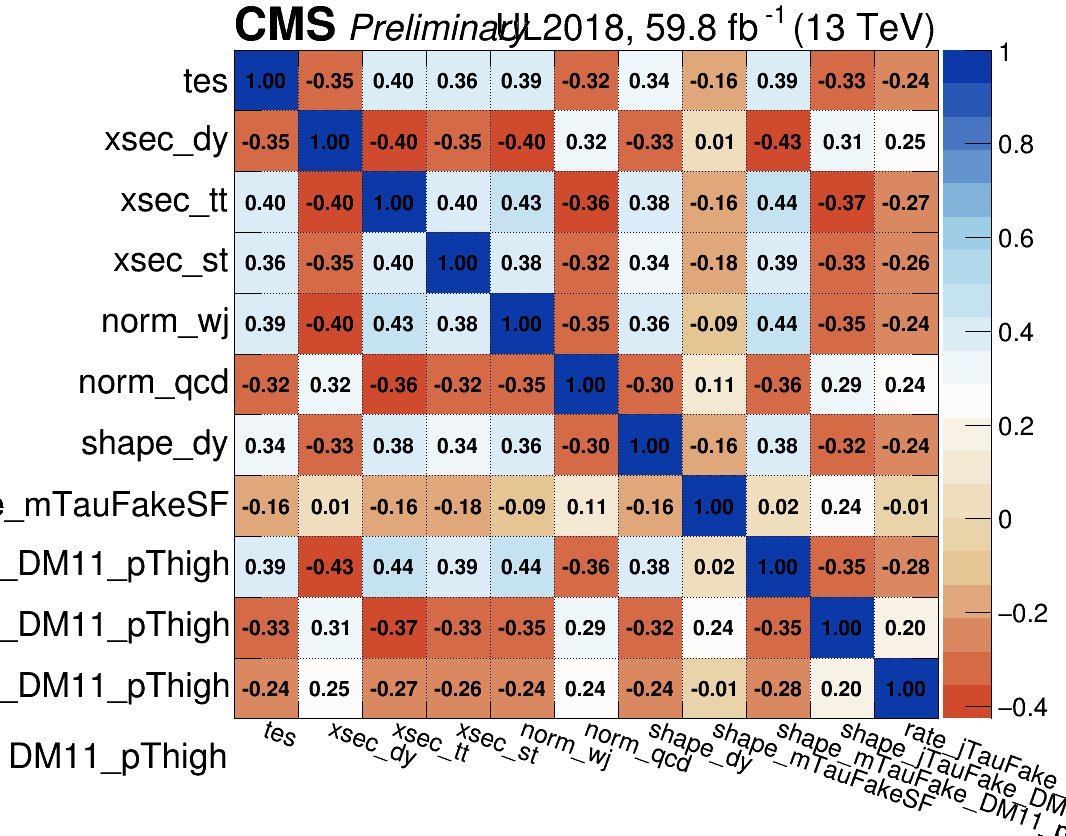 CMS Preliminary UL2018, 59.8 fb -1 (13 TeV)
tes 1.00 -0.35 0.40 0.36 0.39 -0.32 0.34 -0.16 0.39 -0.33 -0.24
xsec_dy -0.35 1.00 -0.40 -0.35 -0.40 0.32 -0.33 0.01 -0.43 0.31 0.25
xsec_tt 0.40 -0.40 1.00 0.40 0.43 -0.36 0.38 -0.16 0.44 -0.37 -0.27
xsec_st 0.36 -0.35 0.40 1.00 0.38 -0.32 0.34 -0.18 0.39 -0.33 -0.26
norm_wj 0.39 -0.40 0.43 0.38 1.00 -0.35 0.36 -0.09 0.44 -0.35 -0.24
norm_qcd -0.32 0.32 -0.36 -0.32 -0.35 1.00 -0.30 0.11 -0.36 0.29 0.24
shape_dy 0.34 -0.33 0.38 0.34 0.36 -0.30 1.00 -0.16 0.38 -0.32 -0.24
e_mTauFakeSF -0.16 0.01 -0.16 -0.18 -0.09 0.11 -0.16 1.00 0.02 0.24 -0.01
_DM11_pThigh 0.39 -0.43 0.44 0.39 0.44 -0.36 0.38 0.02 1.00 -0.35 -0.28
_DM11_pThigh -0.33 0.31 -0.37 -0.33 -0.35 0.29 -0.32 0.24 -0.35 1.00 0.20
_DM11_pThigh -0.24 0.25 -0.27 -0.26 -0.24 0.24 -0.24 -0.01 -0.28 0.20 1.00
DM11_pThigh
tes
xsec_dy
xsec_tt
xsec_st
norm_wj
norm_qcd
shape_dy
shape_mTauFakeSF
shape_mTauFake_DM11_p
shape_jTauFake_DM
rate_jTauFake_
1
0.8
0.6
0.4
0.2
0
−0.2
−0.4